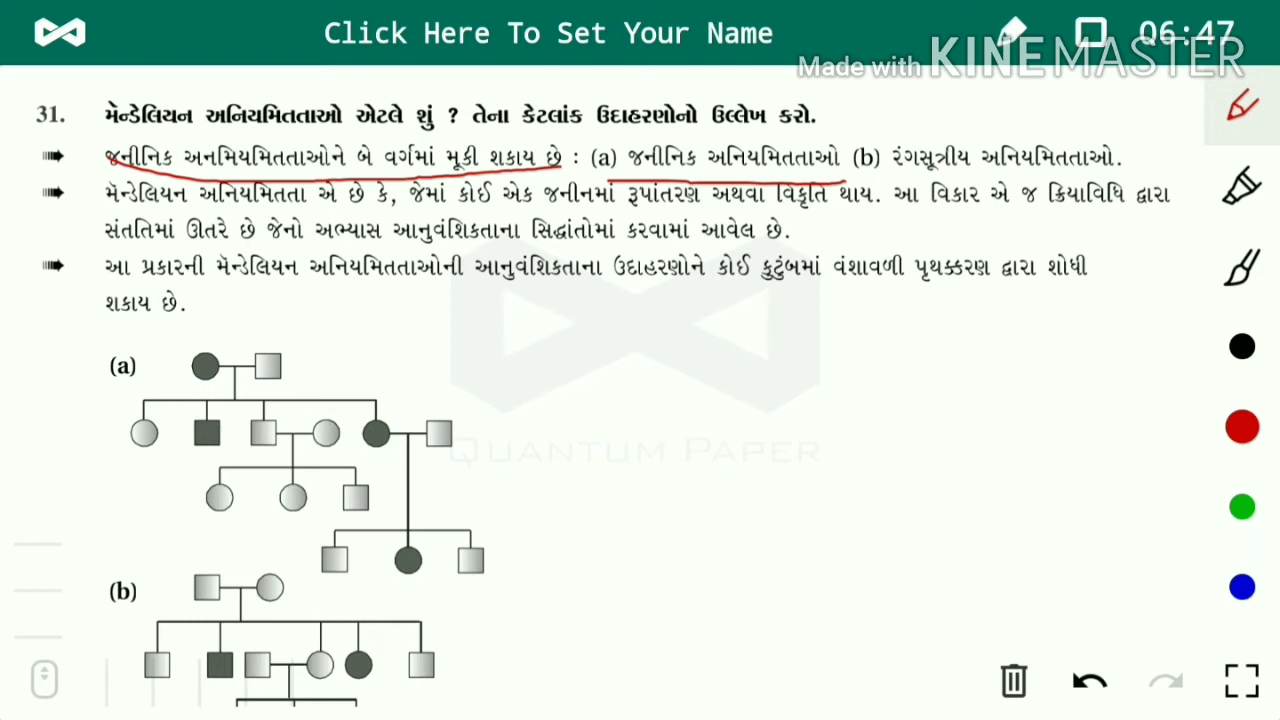 Click Here To Set Your Name
06:47
Made with KINEMASTER
31. મૅન્ડેલિયન અનિયમિતતાઓ એટલે શું ? તેના કેટલાંક ઉદાહરણોનો ઉલ્લેખ કરો.
જનીનિક અનમિયમિતતાઓને બે વર્ગમાં મૂકી શકાય છે : (a) જનીનિક અનિયમિતતાઓ (b) રંગસૂત્રીય અનિયમિતતાઓ.
મૅન્ડેલિયન અનિયમિતતા એ છે કે, જેમાં કોઈ એક જનીનમાં રૂપાંતરણ અથવા વિકૃતિ થાય. આ વિકાર એ જ ક્રિયાવિધિ દ્વારા
સંતતિમાં ઊતરે છે જેનો અભ્યાસ આનુવંશિકતાના સિદ્ધાંતોમાં કરવામાં આવેલ છે.
આ પ્રકારની મૅન્ડેલિયન અનિયમિતતાઓની આનુવંશિકતાના ઉદાહરણોને કોઈ કુટુંબમાં વંશાવળી પૃથક્કરણ દ્વારા શોધી
શકાય છે.
(a)
QUANTUM PAPER
(b)